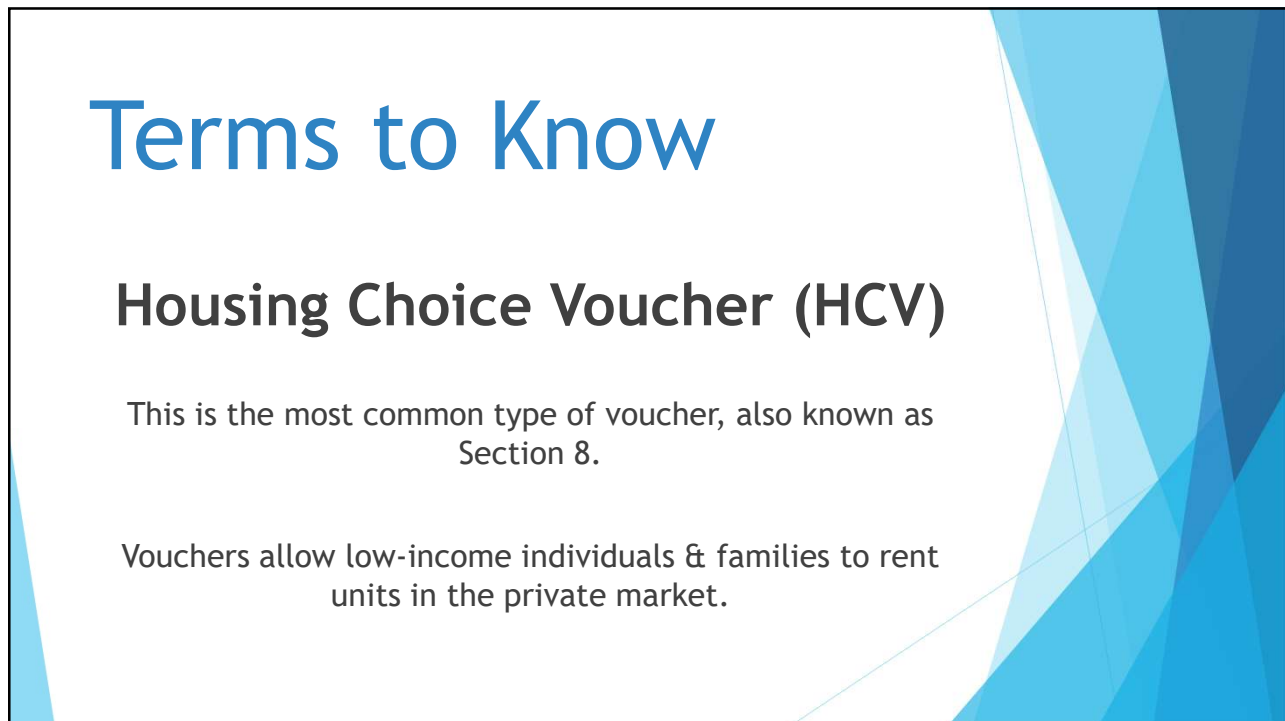 Terms to Know
Housing Choice Voucher (HCV)
This is the most common type of voucher, also known as
Section 8.
Vouchers allow low-income individuals & families to rent
units in the private market.